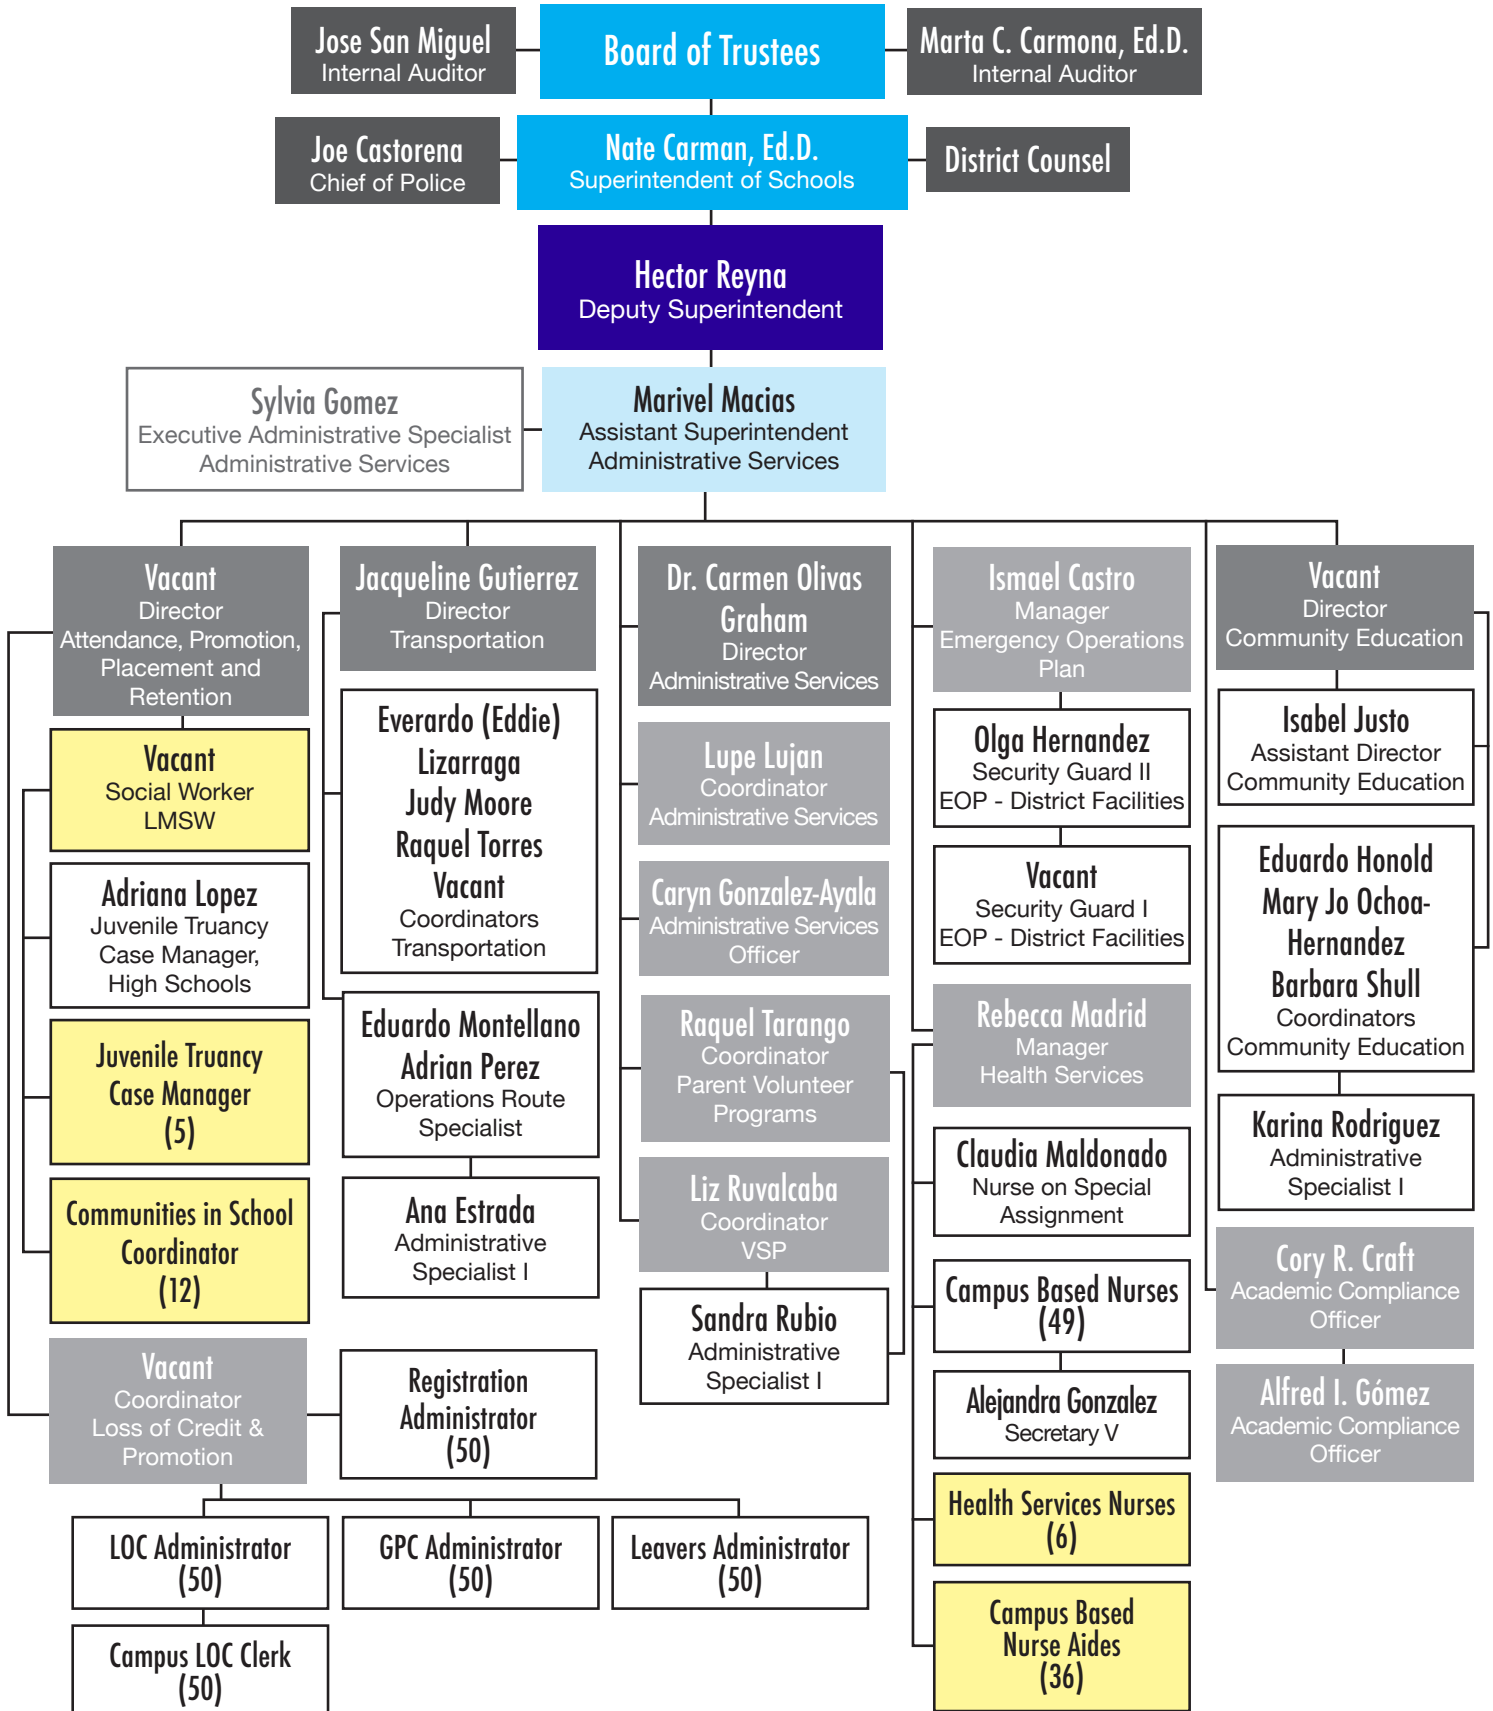 Jose San Miguel
Internal Auditor
Board of Trustees
Marta C. Carmona, Ed.D.
Internal Auditor
Joe Castorena
Chief of Police
Nate Carman, Ed.D.
Superintendent of Schools
District Counsel
Hector Reyna
Deputy Superintendent
Sylvia Gomez
Executive Administrative Specialist
Administrative Services
Marivel Macias
Assistant Superintendent
Administrative Services
Vacant
Director
Attendance, Promotion,
Placement and
Retention
Vacant
Social Worker
LMSW
Adriana Lopez
Juvenile Truancy
Case Manager,
High Schools
Juvenile Truancy
Case Manager
(5)
Communities in School
Coordinator
(12)
Vacant
Coordinator
Loss of Credit &
Promotion
Registration
Administrator
(50)
LOC Administrator
(50)
GPC Administrator
(50)
Leavers Administrator
(50)
Campus LOC Clerk
(50)
Jacqueline Gutierrez
Director
Transportation
Everardo (Eddie)
Lizarraga
Judy Moore
Raquel Torres
Vacant
Coordinators
Transportation
Eduardo Montellano
Adrian Perez
Operations Route
Specialist
Ana Estrada
Administrative
Specialist I
Dr. Carmen Olivas
Graham
Director
Administrative Services
Lupe Lujan
Coordinator
Administrative Services
Caryn Gonzalez-Ayala
Administrative Services
Officer
Raquel Tarango
Coordinator
Parent Volunteer
Programs
Liz Ruvalcaba
Coordinator
VSP
Sandra Rubio
Administrative
Specialist I
Ismael Castro
Manager
Emergency Operations
Plan
Olga Hernandez
Security Guard II
EOP - District Facilities
Vacant
Security Guard I
EOP - District Facilities
Rebecca Madrid
Manager
Health Services
Claudia Maldonado
Nurse on Special
Assignment
Campus Based Nurses
(49)
Alejandra Gonzalez
Secretary V
Health Services Nurses
(6)
Campus Based
Nurse Aides
(36)
Vacant
Director
Community Education
Isabel Justo
Assistant Director
Community Education
Eduardo Honold
Mary Jo Ochoa-
Hernandez
Barbara Shull
Coordinators
Community Education
Karina Rodriguez
Administrative
Specialist I
Cory R. Craft
Academic Compliance
Officer
Alfred I. Gómez
Academic Compliance
Officer